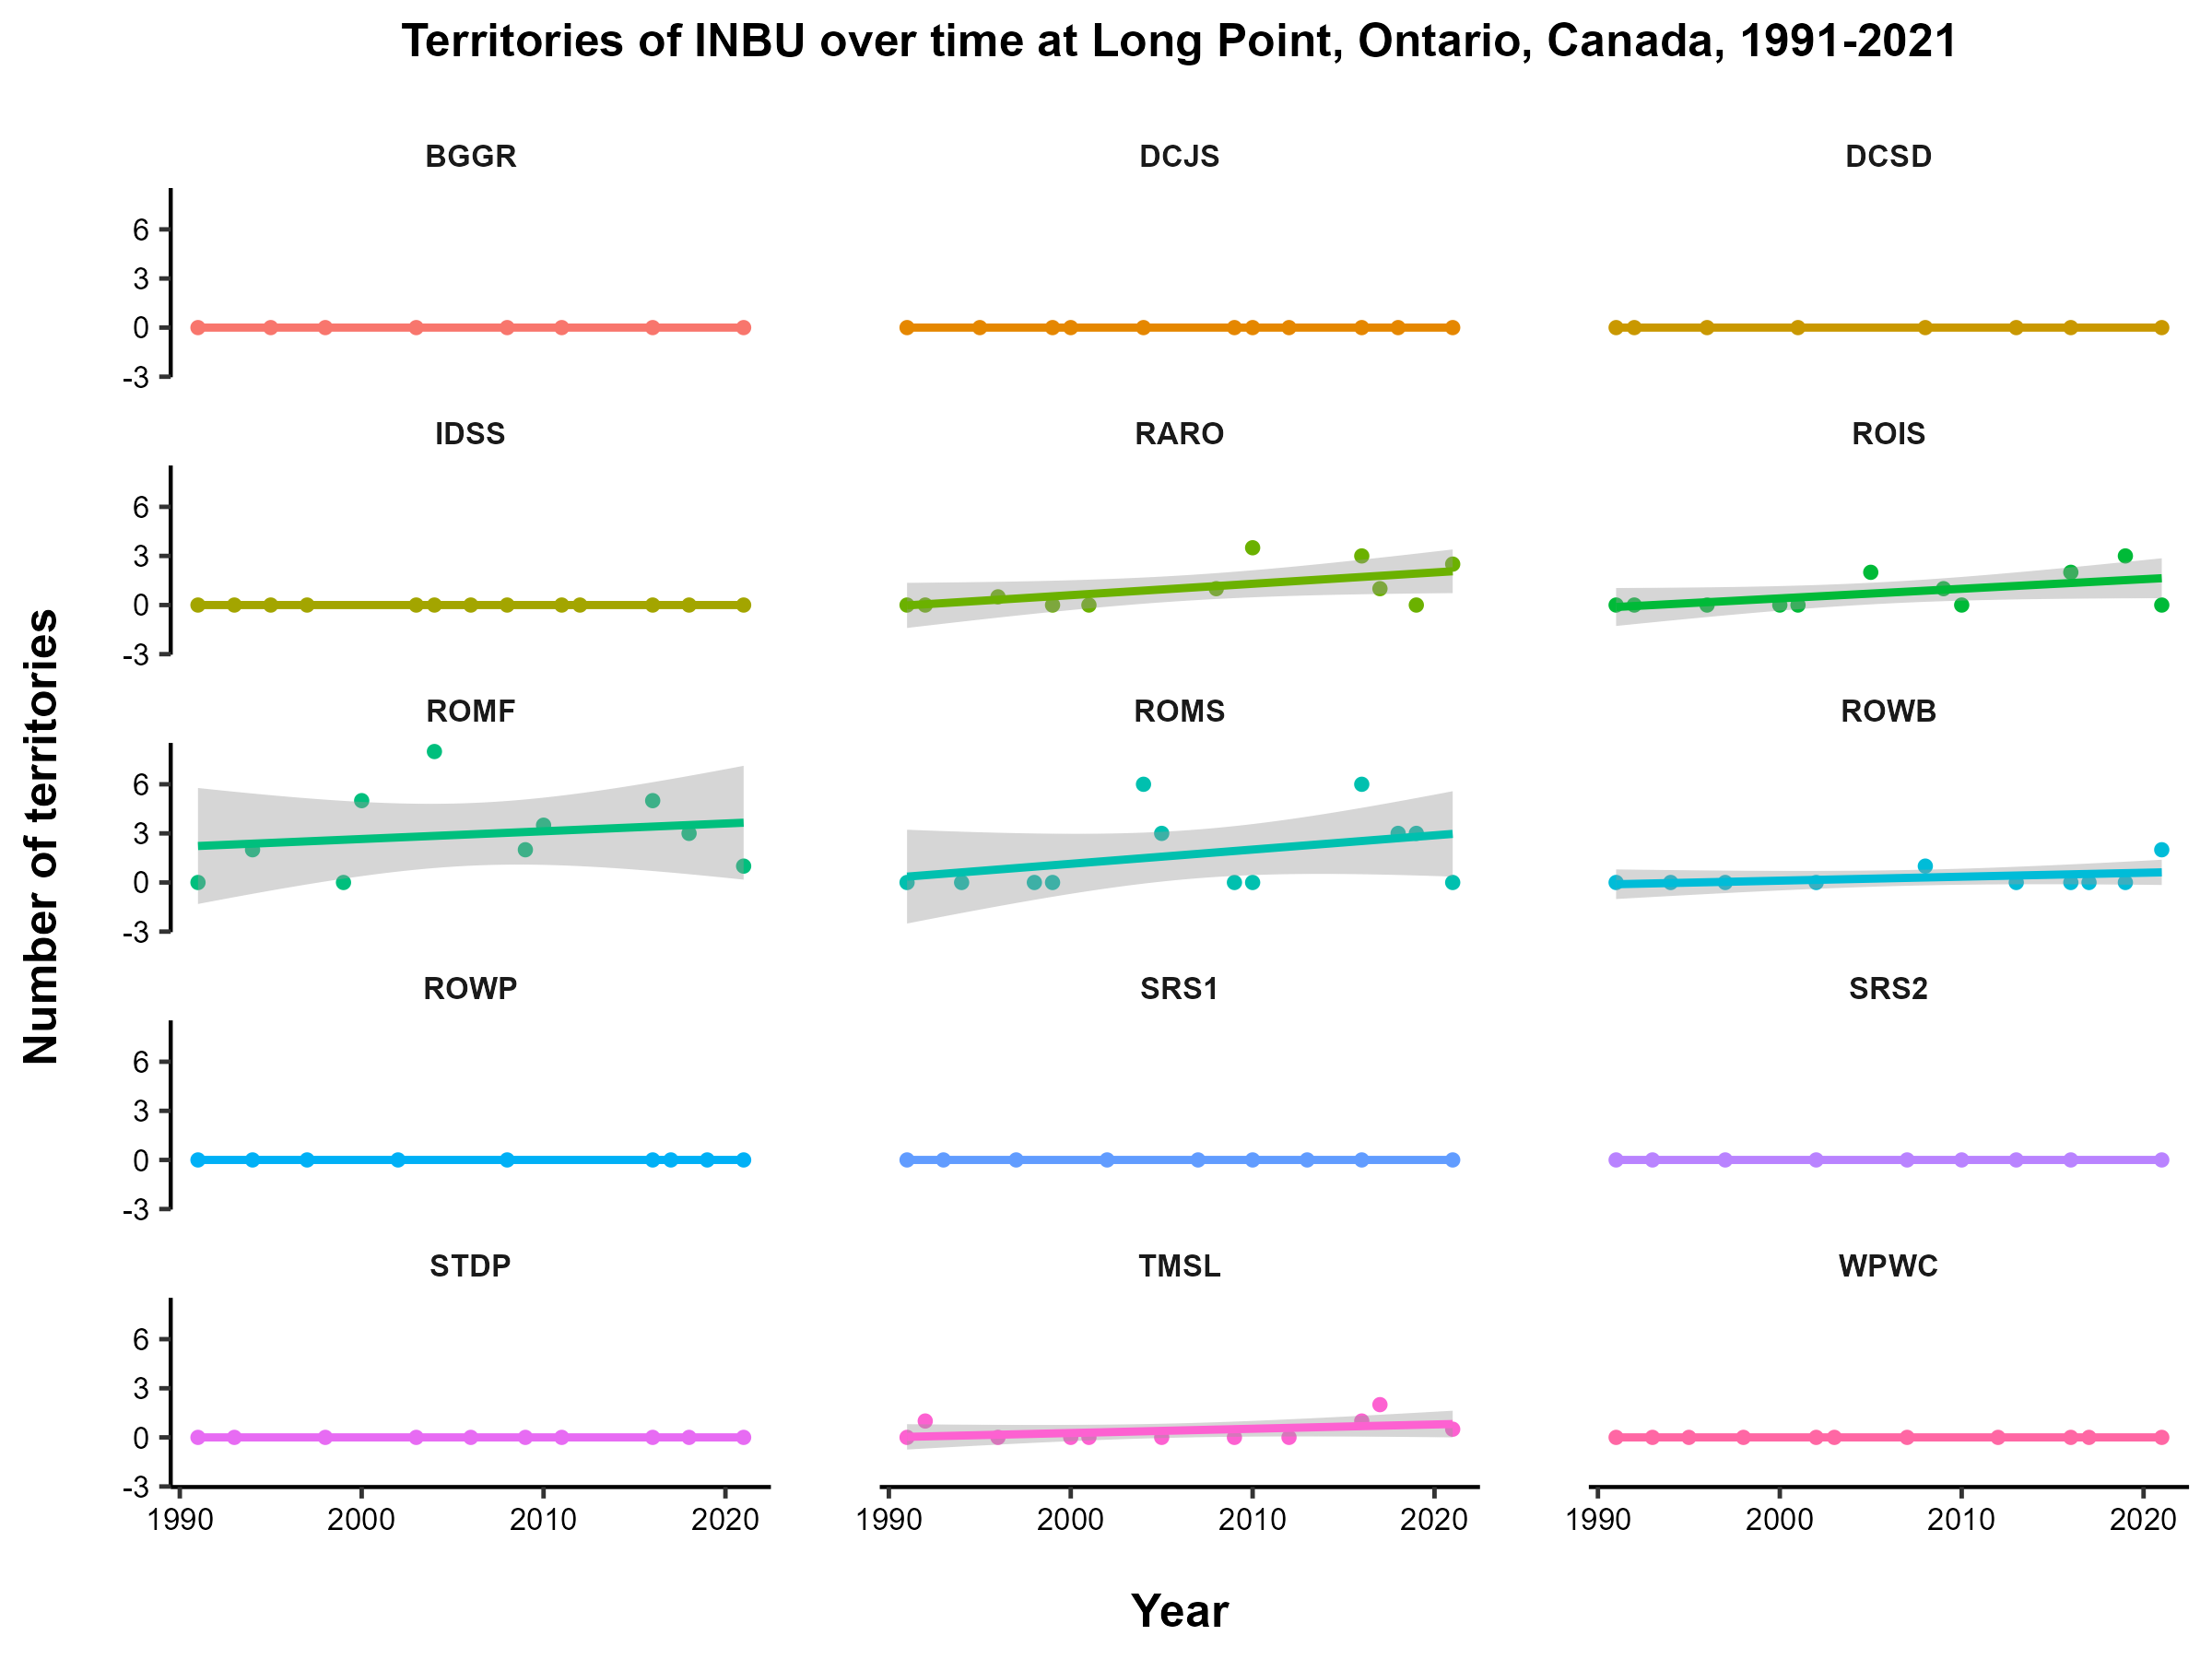 Territories of INBU over time at Long Point, Ontario, Canada, 1991-2021
BGGR DCJS DCSD
6
3
0
-3
IDSS RARO ROIS
6
3
0
-3
ROMF ROMS ROWB
6
3
0
-3
ROWP SRS1 SRS2
6
3
0
-3
STDP TMSL WPWC
6
3
0
-3
1990 2000 2010 2020 1990 2000 2010 2020 1990 2000 2010 2020
Number of territories
Year